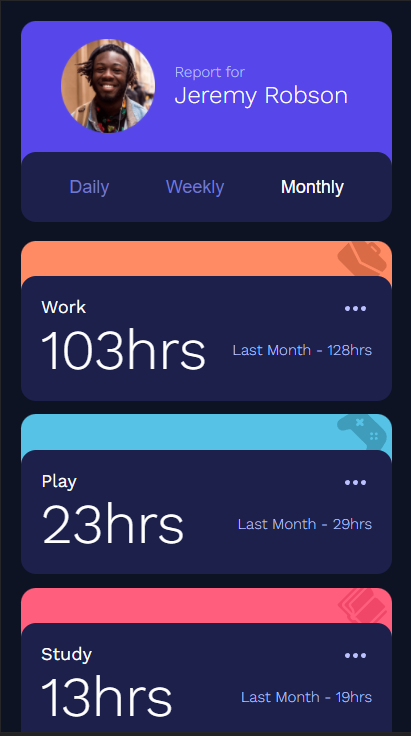 Report for
Jeremy Robson
Daily Weekly Monthly
Work
103hrs Last Month - 128hrs
Play
23hrs Last Month - 29hrs
Study
13hrs Last Month - 19hrs